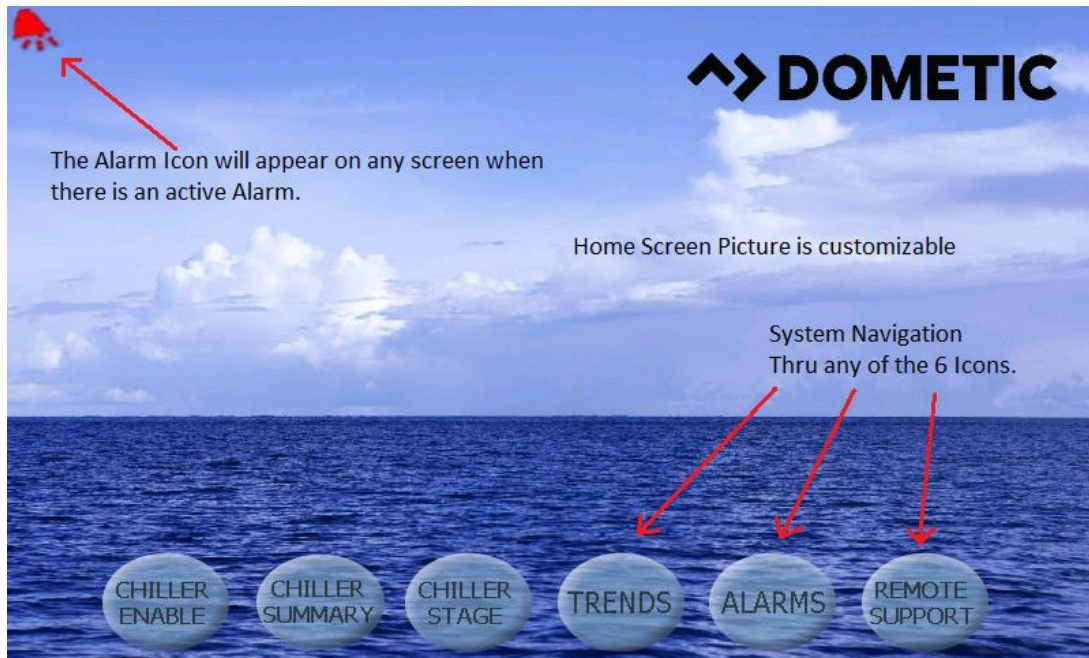 DOMETIC
The Alarm Icon will appear on any screen when
there is an active Alarm.
Home Screen Picture is customizable
System Navigation
Thru any of the 6 Icons.
CHILLER
ENABLE
CHILLER
SUMMARY
CHILLER
STAGE
TRENDS
ALARMS
REMOTE
SUPPORT